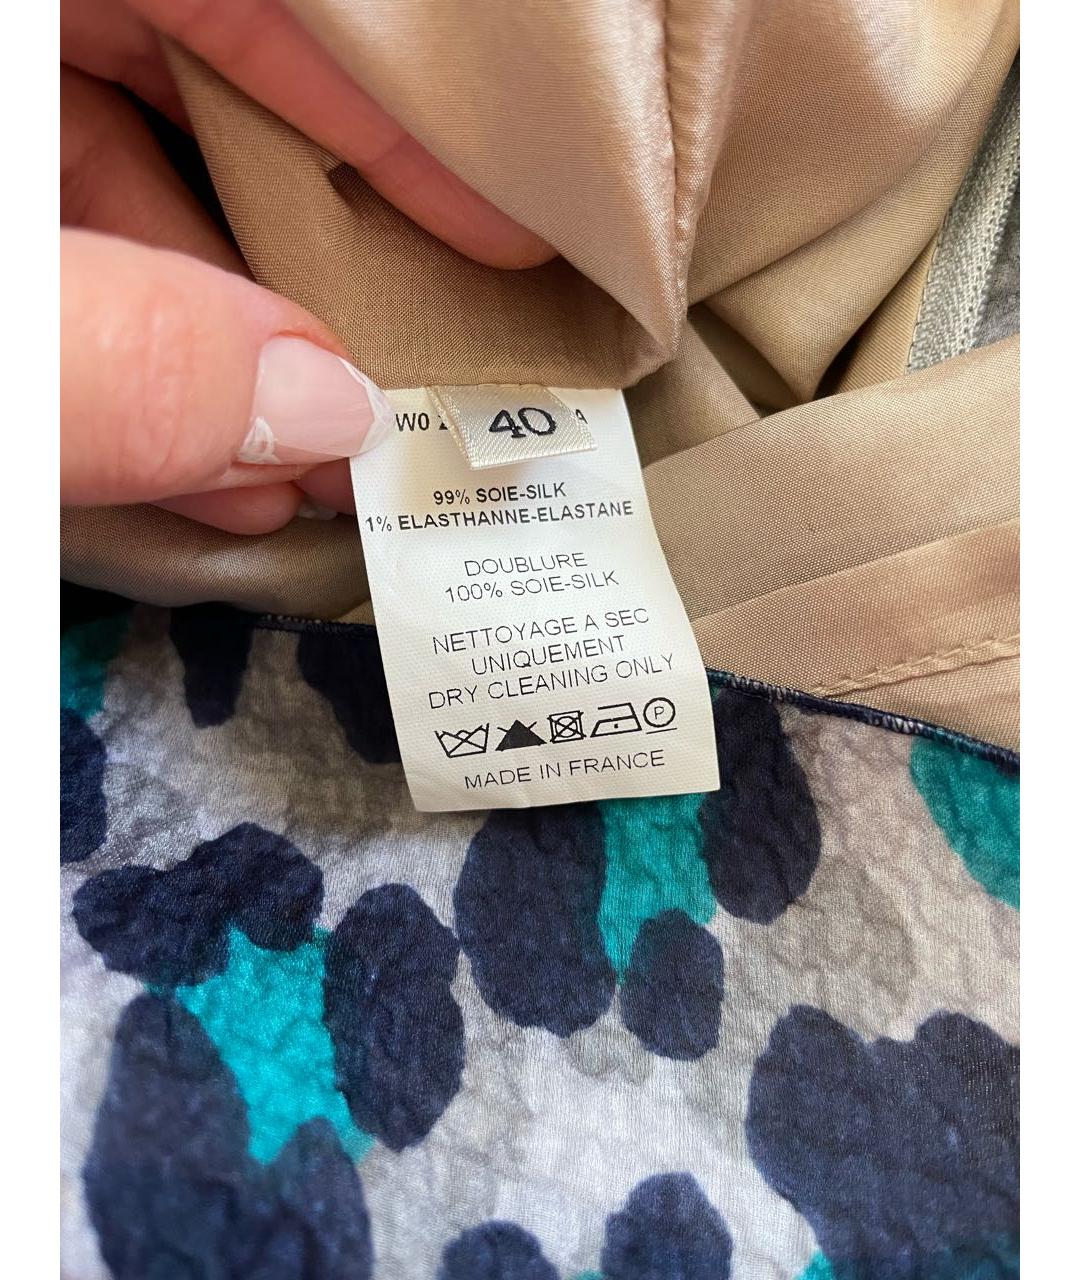 W0
40
A
99% SOIE-SILK
1% ELASTHANNE-ELASTANE
DOUBLURE
100% SOIE-SILK
NETTOYAGE A SEC
UNIQUEMENT
DRY CLEANING ONLY
P
MADE IN FRANCE